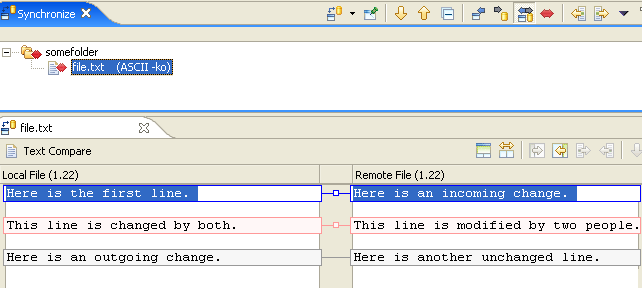 Synchronize
somefolder
file.txt (ASCII -ko)
file.txt
Text Compare
Local File (1.22)
Remote File (1.22)
Here is the first line.
Here is an incoming change.
This line is changed by both.
This line is modified by two people.
Here is an outgoing change.
Here is another unchanged line.